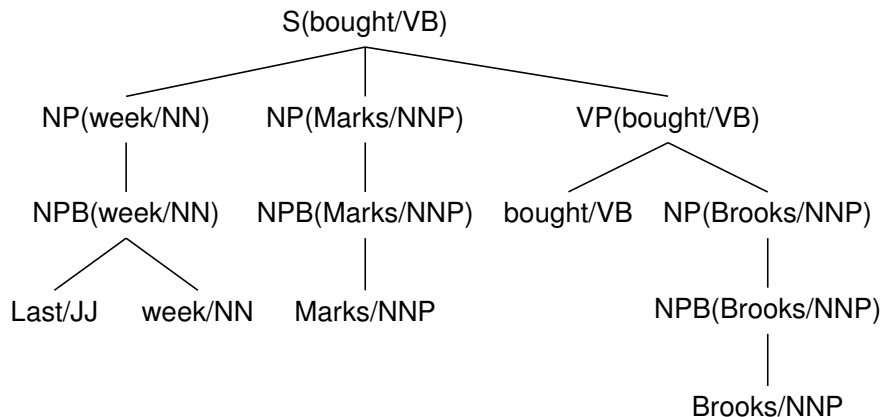 S(bought/VB)
NP(week/NN) NP(Marks/NNP) VP(bought/VB)
NPB(week/NN) NPB(Marks/NNP) bought/VB NP(Brooks/NNP)
Last/JJ week/NN Marks/NNP NPB(Brooks/NNP)
Brooks/NNP